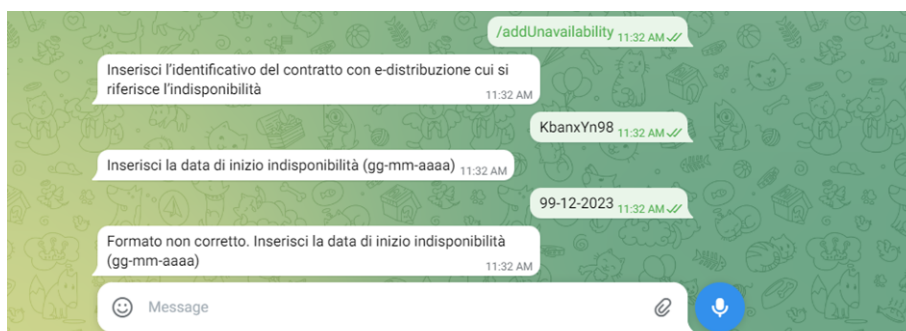 /addUnavailability 11:32 AM
Inserisci l'identificativo del contratto con e-distribuzione cui si
riferisce l'indisponibilità
11:32 AM
KbanxYn98 11:32 AM
Inserisci la data di inizio indisponibilità (gg-mm-aaaa) 11:32 AM
99-12-2023 11:32 AM
Formato non corretto. Inserisci la data di inizio indisponibilità
(gg-mm-aaaa)
11:32 AM
Message